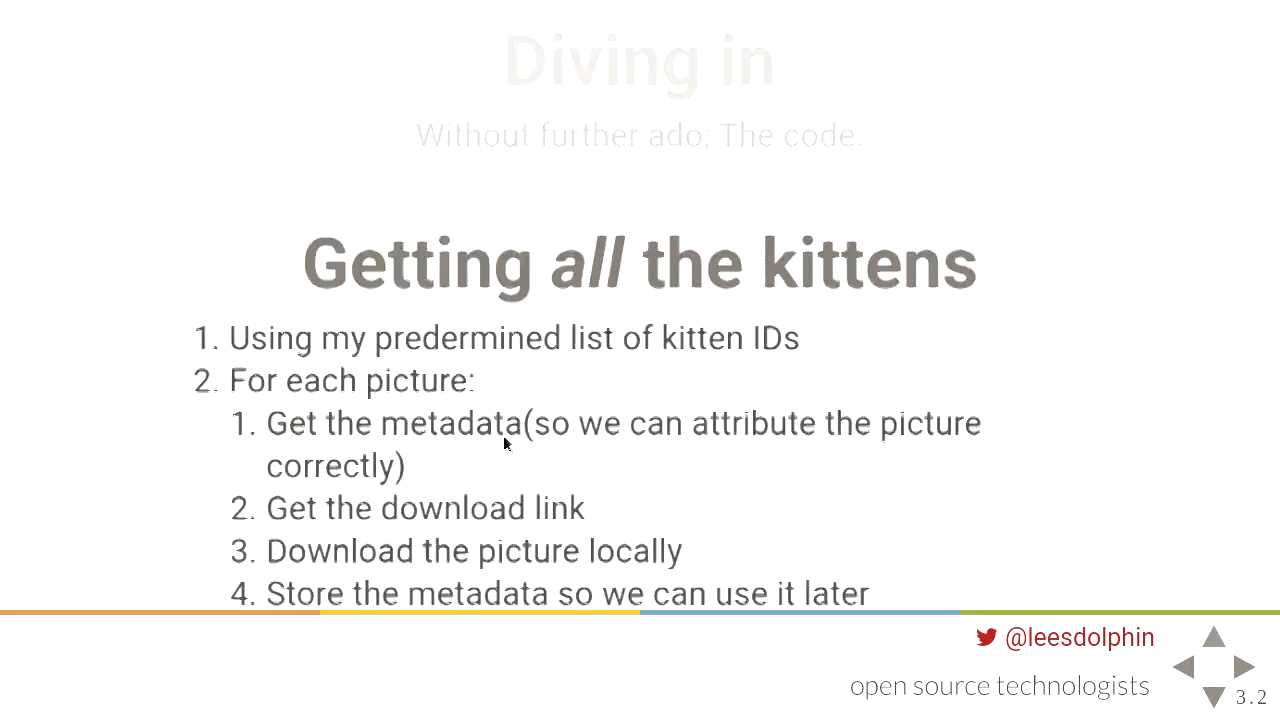 Diving in
Without further ado; The code.
Getting all the kittens
1. Using my predermined list of kitten IDs
2. For each picture:
1. Get the metadata(so we can attribute the picture
correctly)
2. Get the download link
3. Download the picture locally
4. Store the metadata so we can use it later
@leesdolphin
open source technologists
3.2